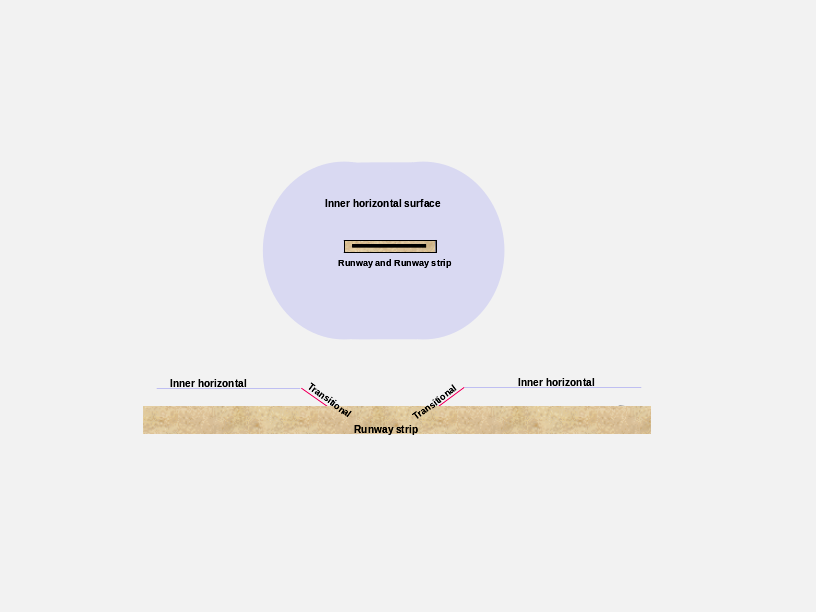 Inner horizontal surface
Runway and Runway strip
Inner horizontal
Transitional
Transitional
Inner horizontal
Runway strip